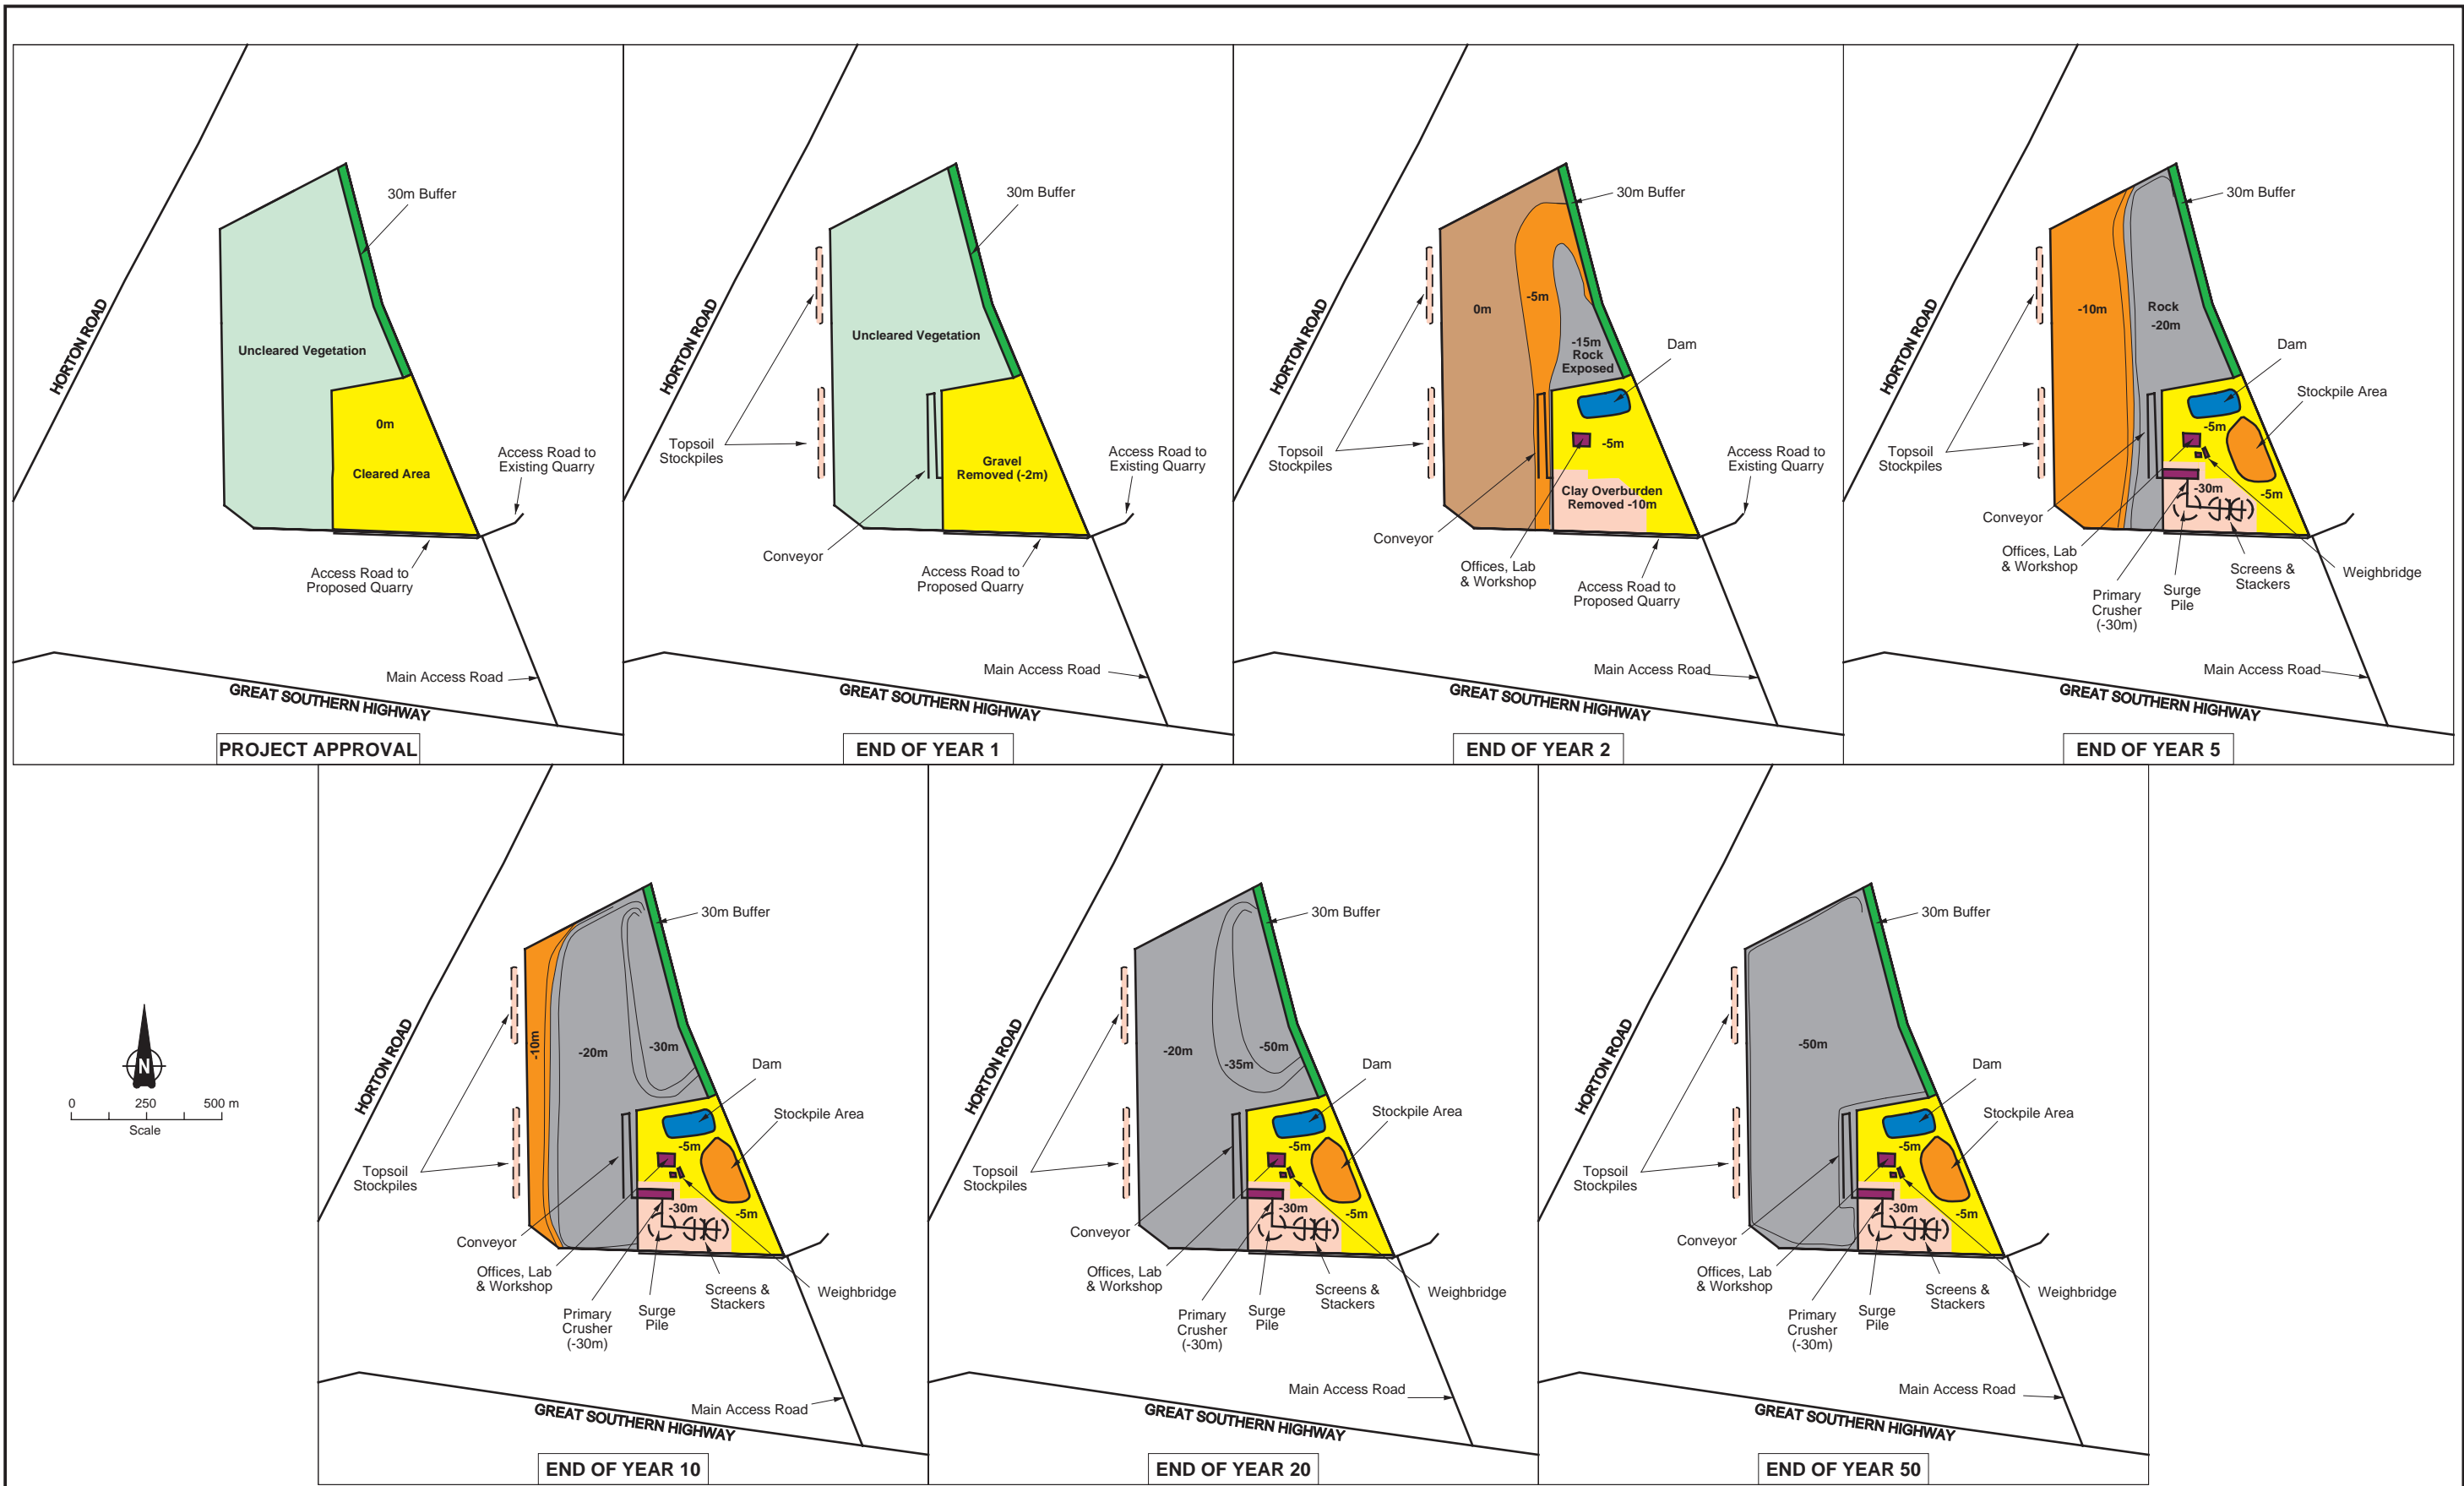 30m Buffer
HORTON ROAD
Uncleared Vegetation
0m
Cleared Area
Access Road to
Existing Quarry
Access Road to
Proposed Quarry
Main Access Road
GREAT SOUTHERN HIGHWAY
PROJECT APPROVAL
30m Buffer
HORTON ROAD
Uncleared Vegetation
Topsoil
Stockpiles
Gravel
Removed (-2m)
Access Road to
Existing Quarry
Conveyor
Access Road to
Proposed Quarry
Main Access Road
GREAT SOUTHERN HIGHWAY
END OF YEAR 1
30m Buffer
HORTON ROAD
0m
-5m
-15m
Rock
Exposed
Dam
Topsoil
Stockpiles
-5m
Access Road to
Existing Quarry
Clay Overburden
Removed -10m
Conveyor
Offices, Lab
& Workshop
Access Road to
Proposed Quarry
Main Access Road
GREAT SOUTHERN HIGHWAY
END OF YEAR 2
30m Buffer
HORTON ROAD
-10m
Rock
-20m
Dam
Stockpile Area
Topsoil
Stockpiles
-5m
-30m
-5m
Conveyor
Offices, Lab
& Workshop
Primary
Crusher
(-30m)
Surge
Pile
Screens &
Stackers
Weighbridge
Main Access Road
GREAT SOUTHERN HIGHWAY
END OF YEAR 5
N
0 250 500 m
Scale
30m Buffer
HORTON ROAD
-10m
-20m
-30m
Dam
Stockpile Area
Topsoil
Stockpiles
-5m
-30m
-5m
Conveyor
Offices, Lab
& Workshop
Primary
Crusher
(-30m)
Surge
Pile
Screens &
Stackers
Weighbridge
Main Access Road
GREAT SOUTHERN HIGHWAY
END OF YEAR 10
30m Buffer
HORTON ROAD
-20m
-35m
-50m
Dam
Stockpile Area
Topsoil
Stockpiles
-5m
-30m
-5m
Conveyor
Offices, Lab
& Workshop
Primary
Crusher
(-30m)
Surge
Pile
Screens &
Stackers
Weighbridge
Main Access Road
GREAT SOUTHERN HIGHWAY
END OF YEAR 20
30m Buffer
HORTON ROAD
-50m
Dam
Stockpile Area
Topsoil
Stockpiles
-5m
-30m
-5m
Conveyor
Offices, Lab
& Workshop
Primary
Crusher
(-30m)
Surge
Pile
Screens &
Stackers
Weighbridge
Main Access Road
GREAT SOUTHERN HIGHWAY
END OF YEAR 50